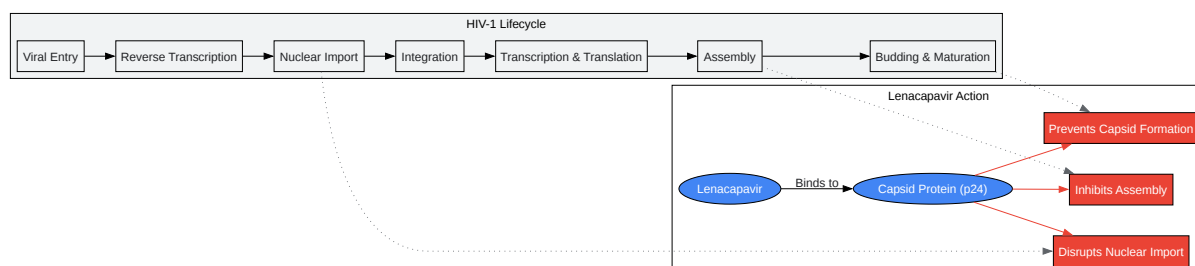 HIV-1 Lifecycle
Viral Entry
Reverse Transcription
Nuclear Import
Integration
Transcription & Translation
Assembly
Budding & Maturation
Lenacapavir Action
Prevents Capsid Formation
Lenacapavir
Binds to
Capsid Protein (p24)
Inhibits Assembly
Disrupts Nuclear Import